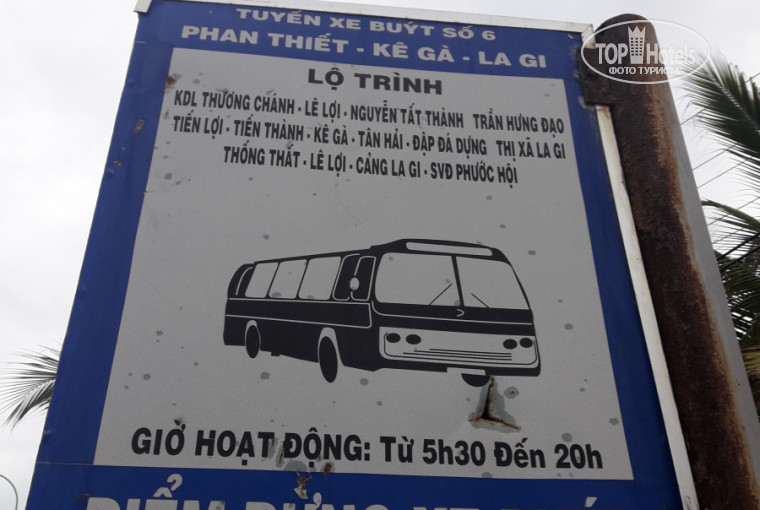 TUYẾN XE BUÝT SỐ 6
PHAN THIẾT - KÊ GÀ - LA GI
LỘ TRÌNH
KDL THƯƠNG CHÁNH - LÊ LỢI - NGUYỄN TẤT THÀNH TRẦN HƯNG ĐẠO
TIẾN LỢI - TIẾN THÀNH - KÊ GÀ - TÂN HẢI - ĐẬP ĐÁ DỰNG THỊ XÃ LA GI
THỐNG THẤT - LÊ LỢI - CẢNG LA GI - SVĐ PHƯỚC HỘI
GIỜ HOẠT ĐỘNG: Từ 5h30 Đến 20h
TOP Hotels
ФОТО ТУРИСТА